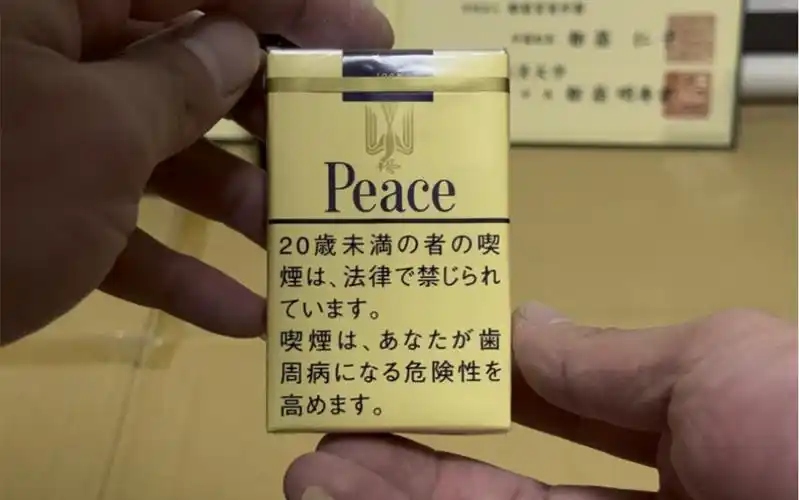 Peace
20歳未満の者の喫
煙は、法律で禁じられ
ています。
喫煙は、あなたが歯
周病になる危険性を
高めます。